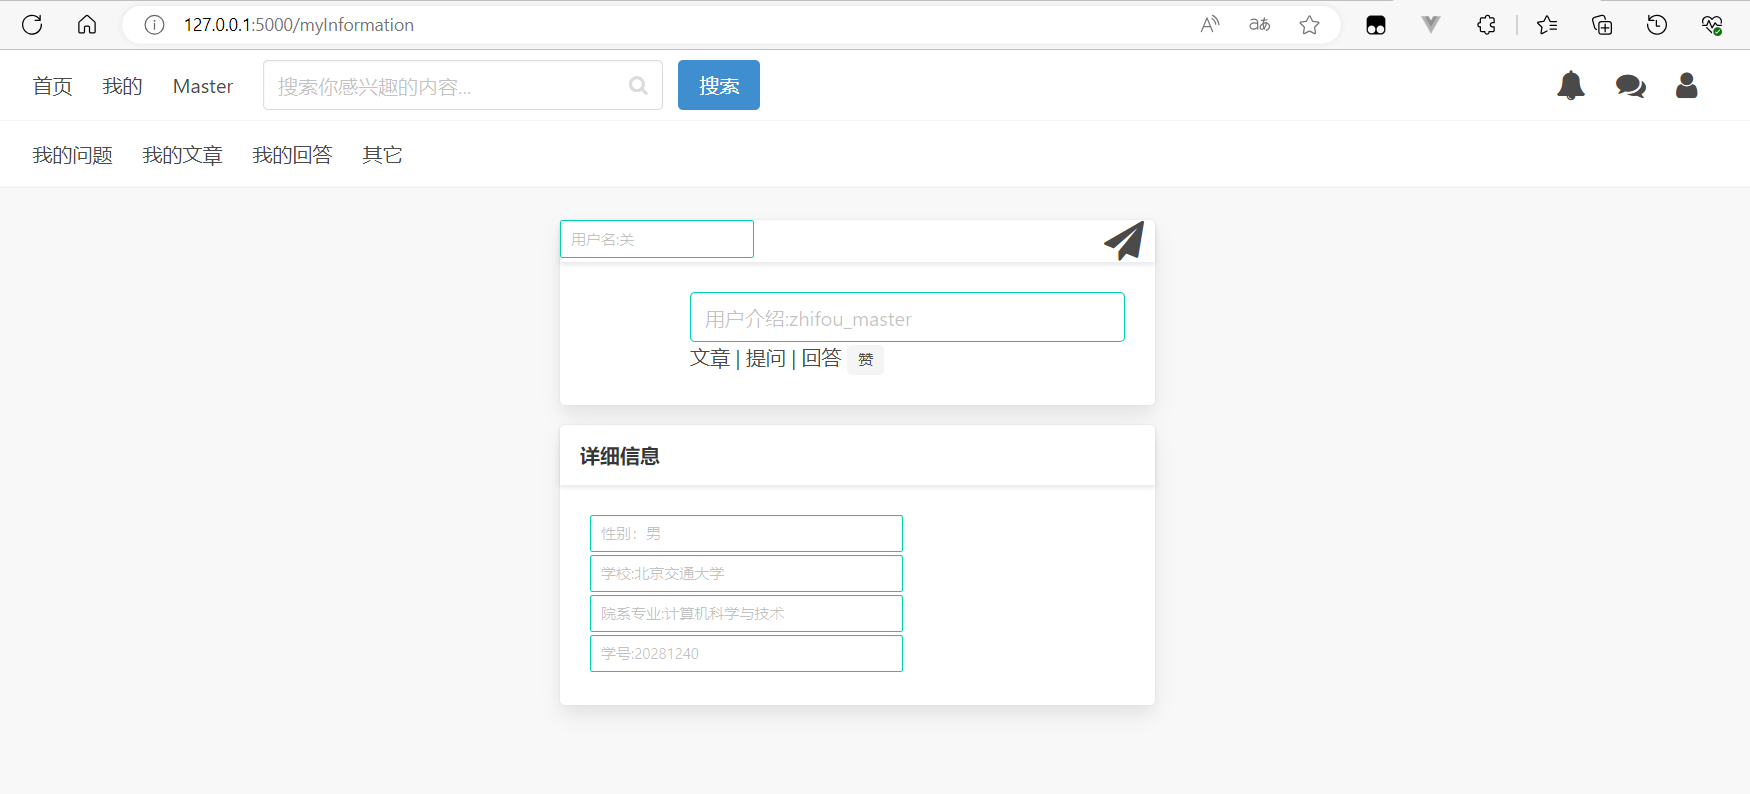 127.0.0.1:5000/myInformation
首页 我的 Master 搜索你感兴趣的内容... 搜索
我的问题 我的文章 我的回答 其它
用户名:关
用户介绍:zhifou_master
文章 | 提问 | 回答 赞
详细信息
性别：男
学校:北京交通大学
院系专业:计算机科学与技术
学号:20281240